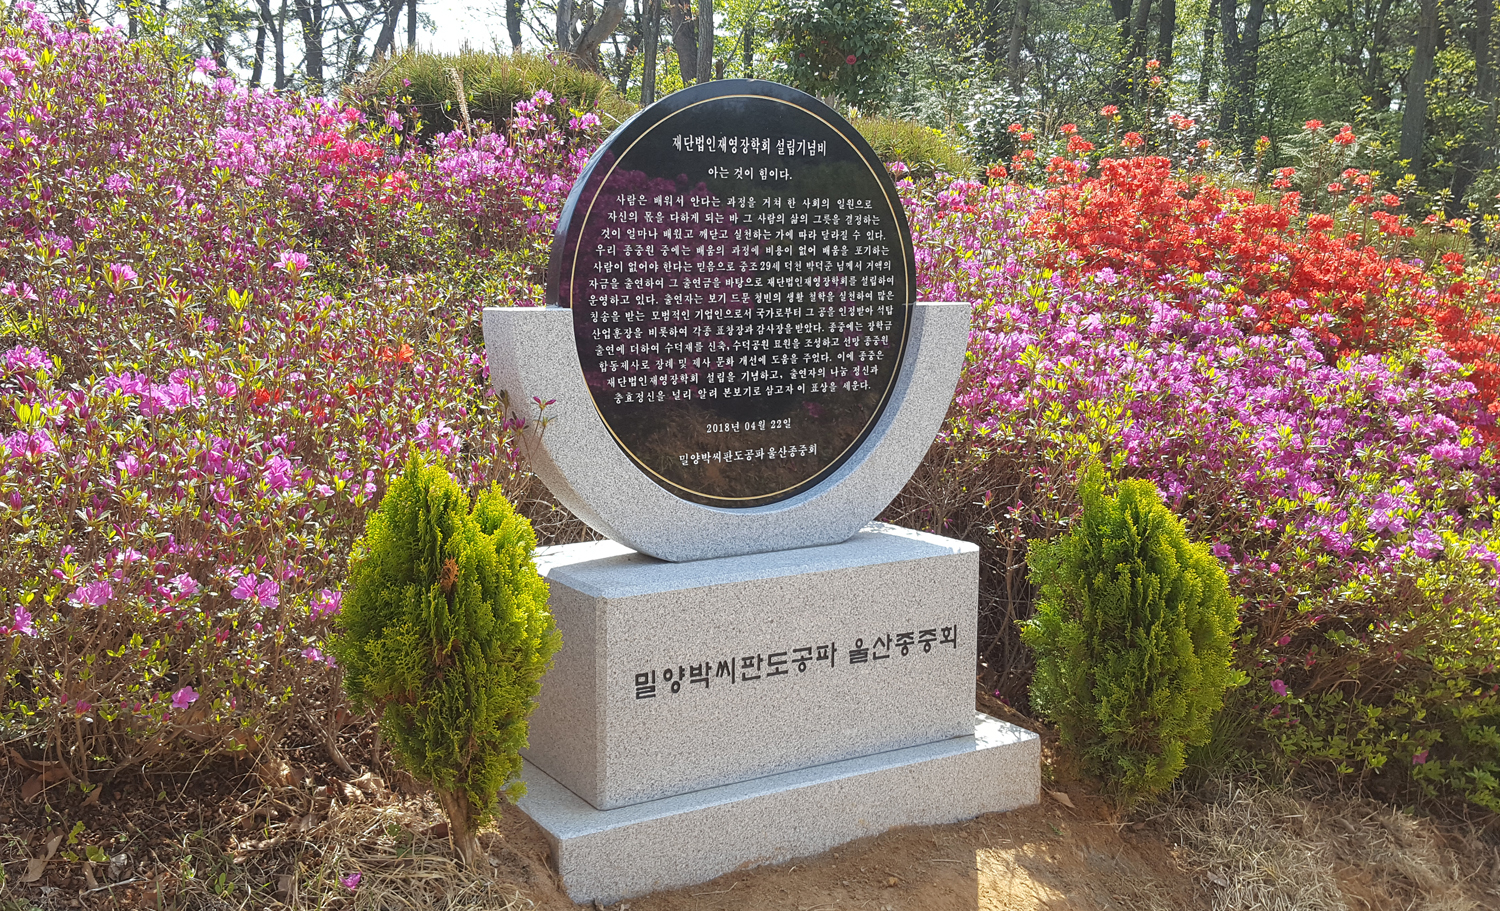 재단법인재영장학회 설립기념비
아는 것이 힘이다.
사람은 배워서 안다는 과정을 거쳐 한 사회의 일원으로
자신의 몫을 다하게 되는 바 그 사람의 삶의 그릇을 결정하는
것이 얼마나 배웠고 깨닫고 실천하는가에 따라 달라질 수 있다.
우리 종중원 중에는 배움의 과정에 비용이 없어 배움을 포기하는
사람이 없어야 한다는 믿음으로 중조 29세 덕천 박덕준 님께서 거액의
자금을 출연하여 그 출연금을 바탕으로 재단법인재영장학회를 설립하여
운영하고 있다. 출연자는 보기 드문 청빈의 생활 철학을 실천하여 많은
칭송을 받는 모범적인 기업인으로서 국가로부터 그 공을 인정받아 석탑
산업훈장을 비롯하여 각종 표창장과 감사장을 받았다. 종중에는 장학금
출연에 더하여 수덕재를 신축, 수덕공원 묘원을 조성하고 선망 종중원
합동제사로 장례 및 제사 문화 개선에 도움을 주었다. 이에 종중은
재단법인재영장학회 설립을 기념하고, 출연자의 나눔 정신과
충효정신을 널리 알려 본보기로 삼고자 이 표상을 세운다.
2018년 04월 22일
밀양박씨판도공파 울산종중회
밀양박씨판도공파 울산종중회